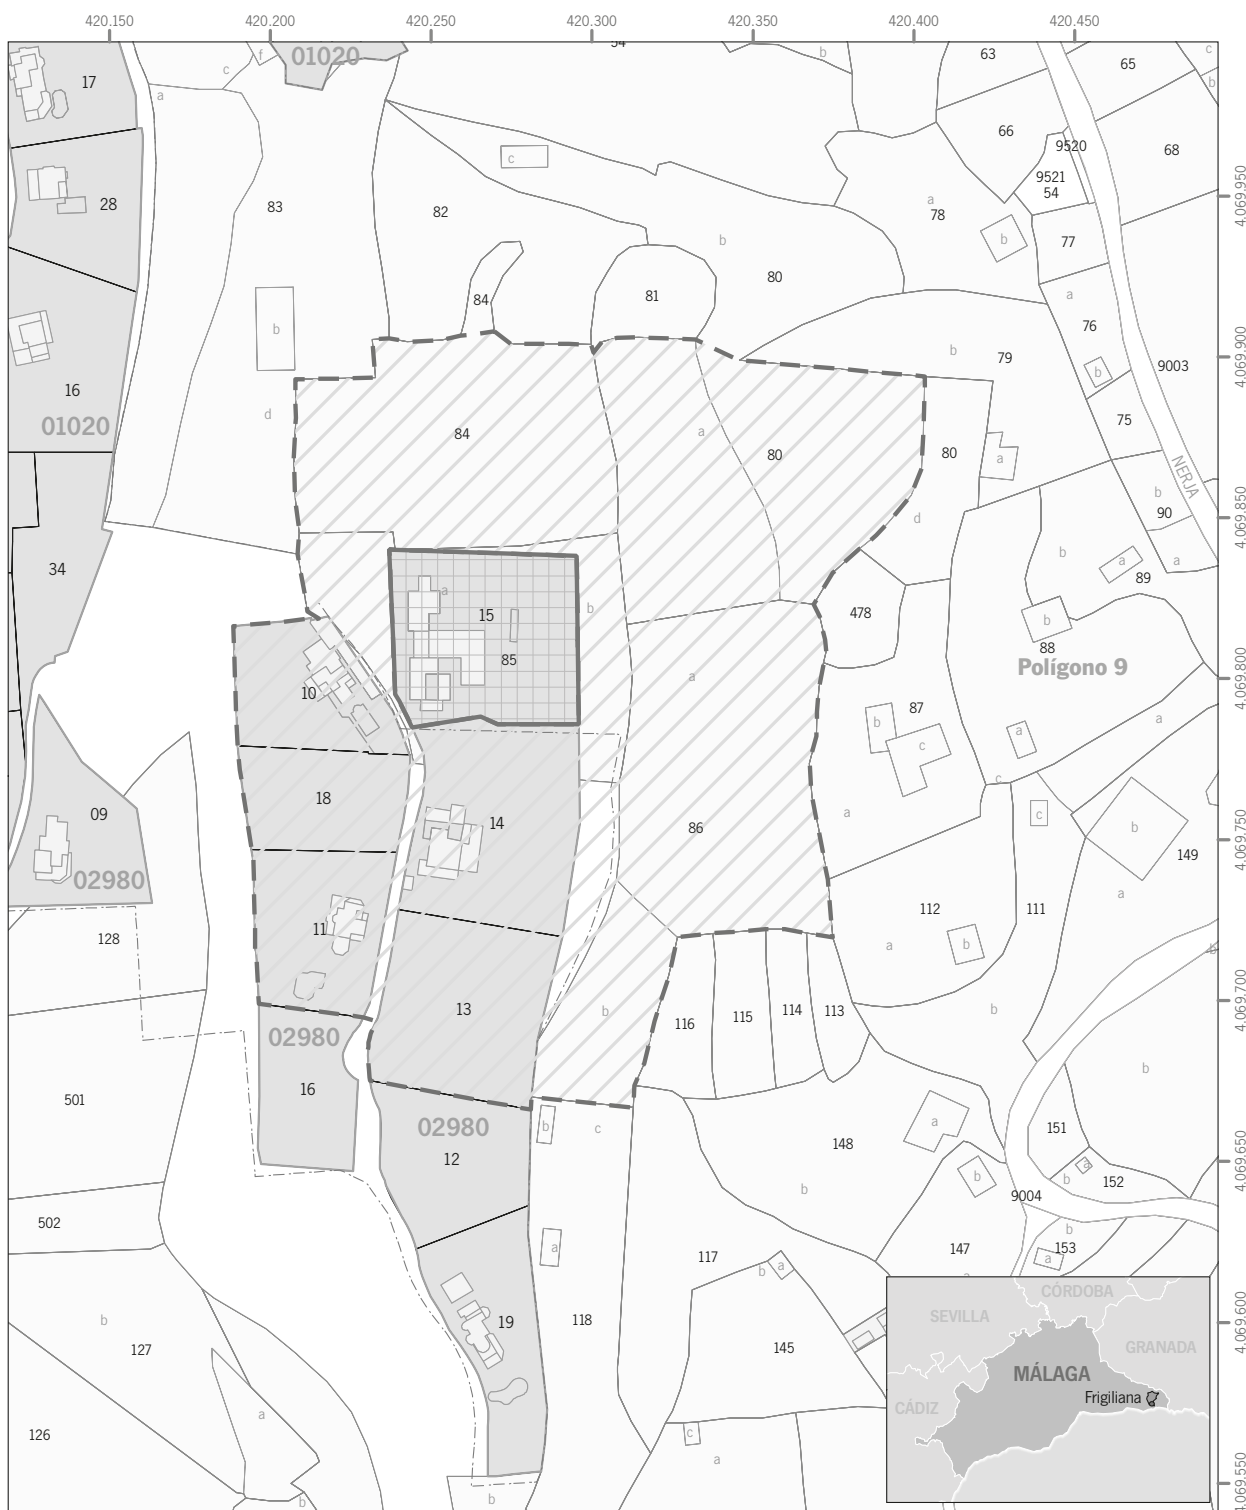 420.150 420.200 420.250 420.300 420.350 420.400 420.450
54
63
65
c
b
b
f
c
01020
17
a
66
9520
68
c
9521
54
28
83
82
a
78
4.069.950
b
77
b
80
a
84
81
76
b
b
79
9003
4.069.900
16
b
01020
d
84
a
80
80
75
a
NERJA
b
90
4.069.850
d
34
b
a
a
89
a
15
b
478
b
88
85
Polígono 9
4.069.800
10
a
87
b
a
a
c
c
18
14
86
a
c
b
149
4.069.750
09
02980
a
11
128
112
111
a
b
b
13
b
116
115
114
113
b
4.069.700
02980
16
b
501
02980
b
c
a
148
151
12
b
a
152
4.069.650
b
b
9004
502
b
a
117
147
153
a
b
a
CÓRDOBA
SEVILLA
GRANADA
19
118
4.069.600
b
127
145
MÁLAGA
Frigiliana
CÁDIZ
a
c
126
a
b
b
4.069.550